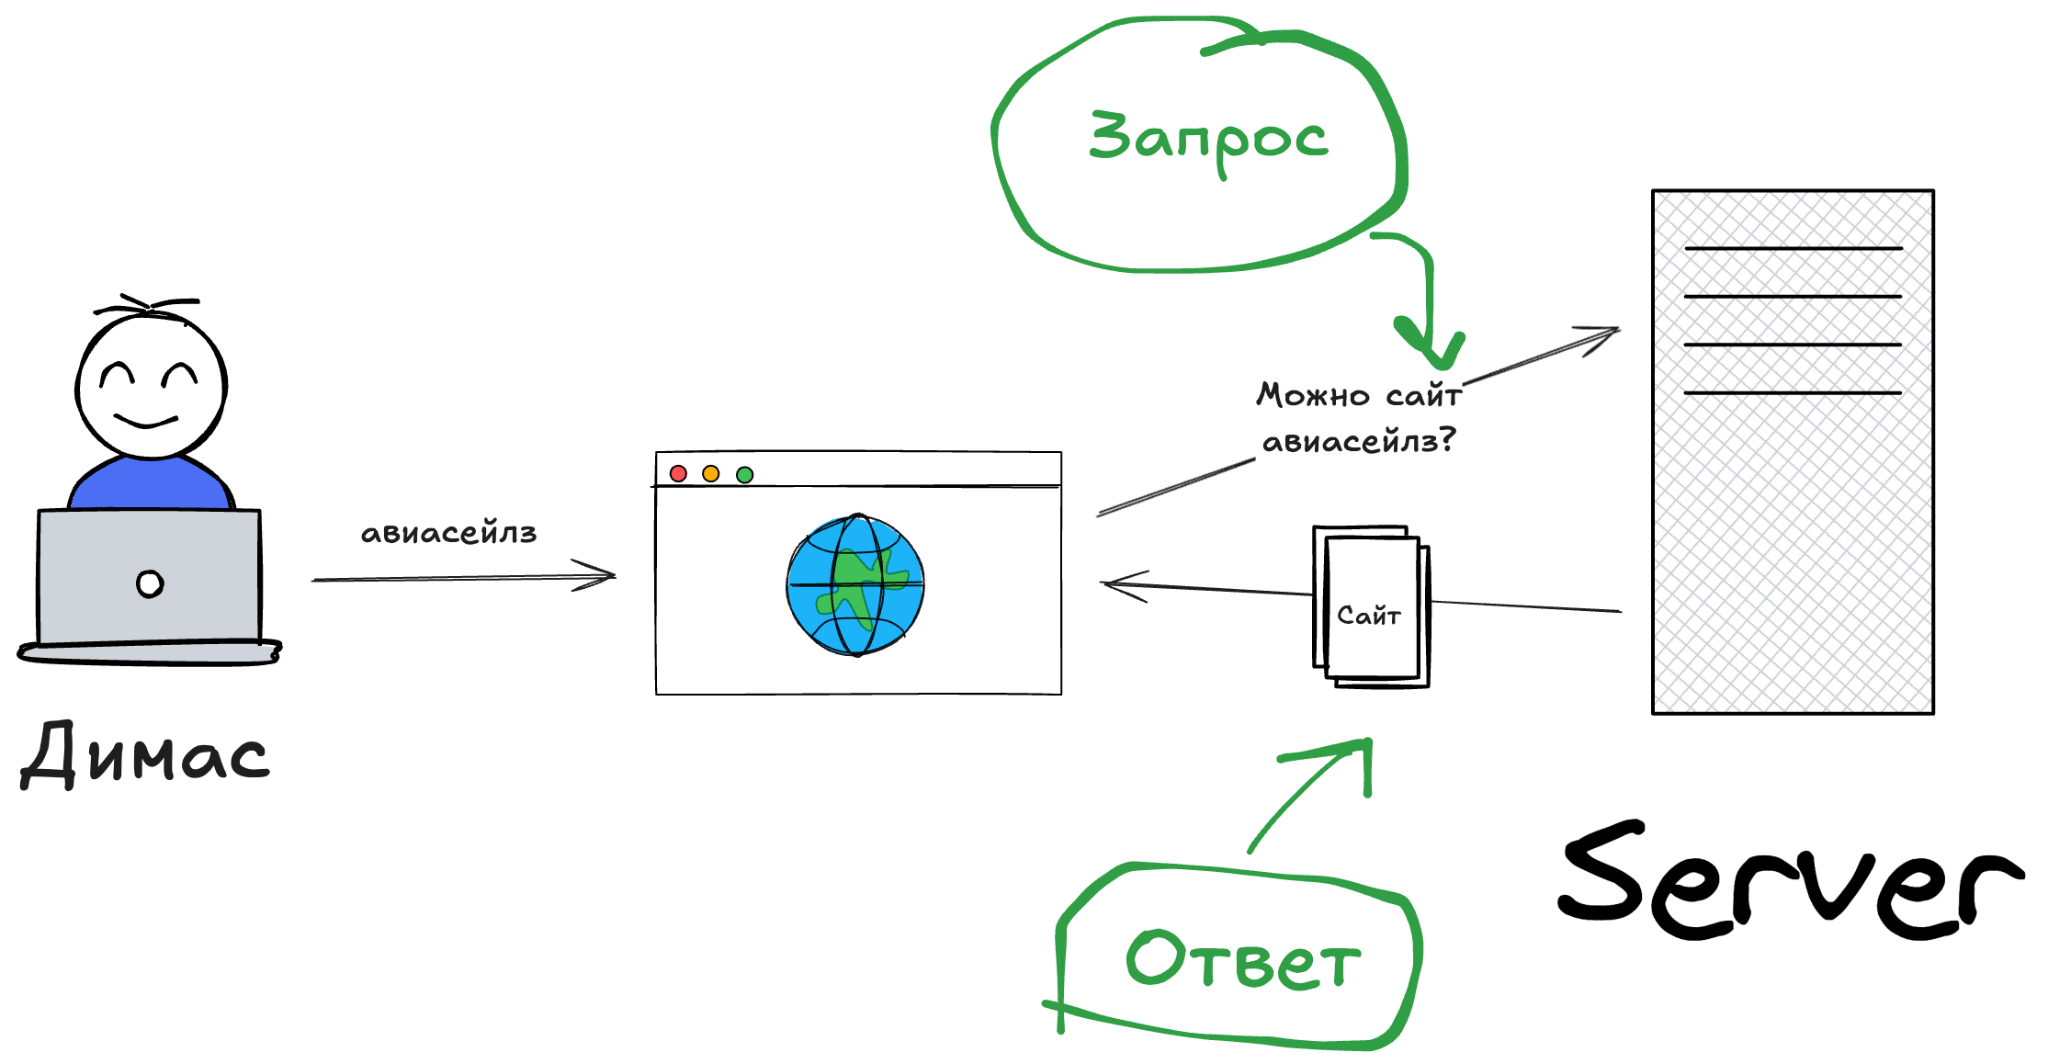 Запрос
Можно сайт
авиасейлз?
авиасейлз
Сайт
Димас
Server
Ответ